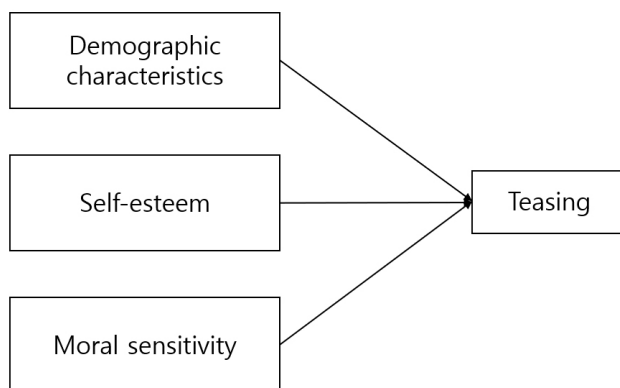 Demographic
characteristics
Self-esteem
Teasing
Moral sensitivity